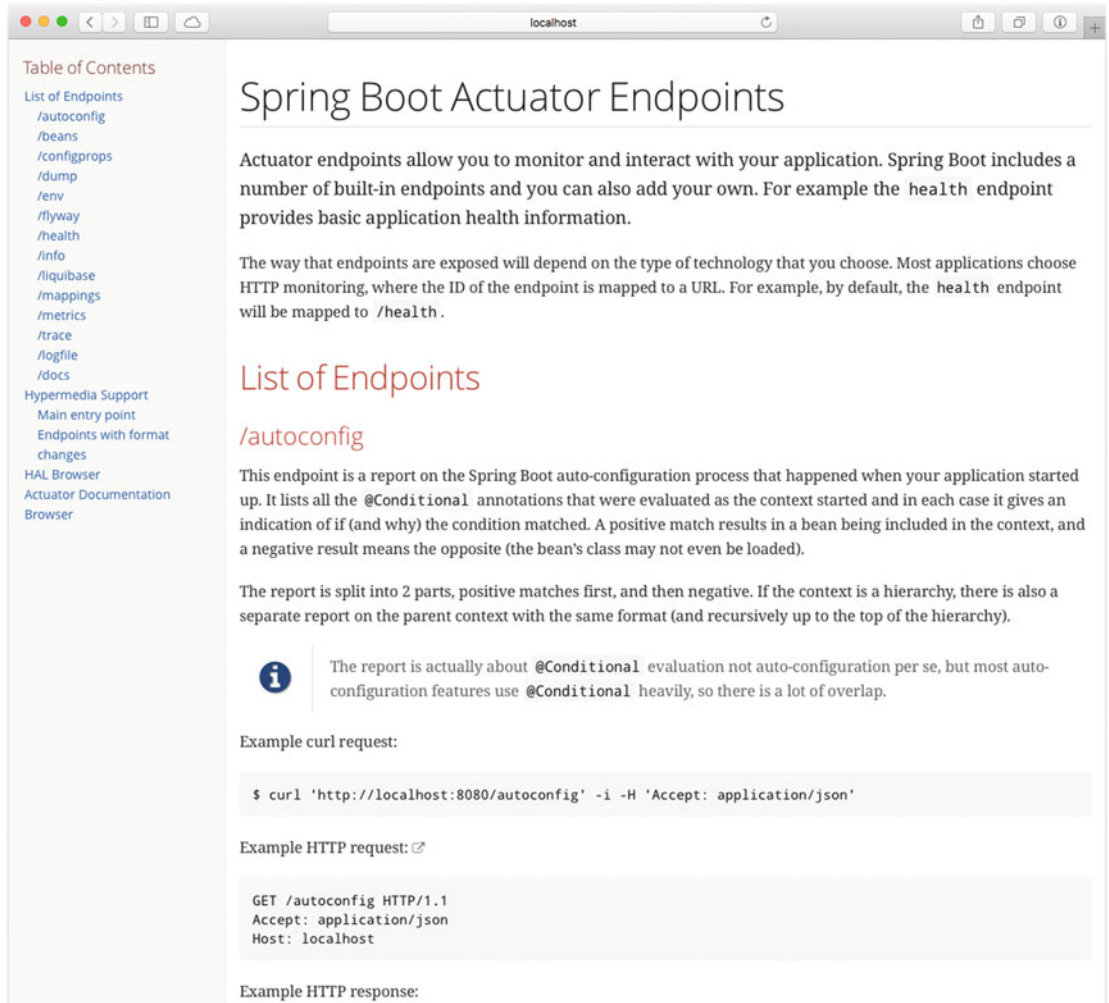 localhost
Table of Contents
List of Endpoints
/autoconfig
/beans
/configprops
/dump
/env
/flyway
/health
/info
/liquibase
/mappings
/metrics
/trace
/logfile
/docs
Hypermedia Support
Main entry point
Endpoints with format
changes
HAL Browser
Actuator Documentation
Browser
Spring Boot Actuator Endpoints
Actuator endpoints allow you to monitor and interact with your application. Spring Boot includes a
number of built-in endpoints and you can also add your own. For example the health endpoint
provides basic application health information.
The way that endpoints are exposed will depend on the type of technology that you choose. Most applications choose
HTTP monitoring, where the ID of the endpoint is mapped to a URL. For example, by default, the health endpoint
will be mapped to /health.
List of Endpoints
/autoconfig
This endpoint is a report on the Spring Boot auto-configuration process that happened when your application started
up. It lists all the @Conditional annotations that were evaluated as the context started and in each case it gives an
indication of if (and why) the condition matched. A positive match results in a bean being included in the context, and
a negative result means the opposite (the bean's class may not even be loaded).
The report is split into 2 parts, positive matches first, and then negative. If the context is a hierarchy, there is also a
separate report on the parent context with the same format (and recursively up to the top of the hierarchy).
The report is actually about @Conditional evaluation not auto-configuration per se, but most auto-
configuration features use @Conditional heavily, so there is a lot of overlap.
Example curl request:
$ curl 'http://localhost:8080/autoconfig' -i -H 'Accept: application/json'
Example HTTP request:
GET /autoconfig HTTP/1.1
Accept: application/json
Host: localhost
Example HTTP response: